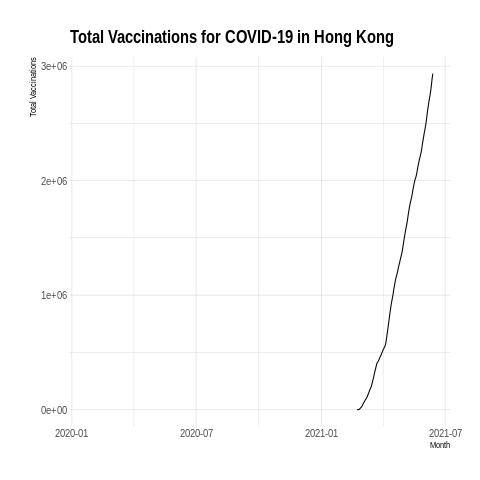 Total Vaccinations for COVID-19 in Hong Kong
Total Vaccinations
3e+06
2e+06
1e+06
0e+00
2020-01 2020-07 2021-01 2021-07
Month